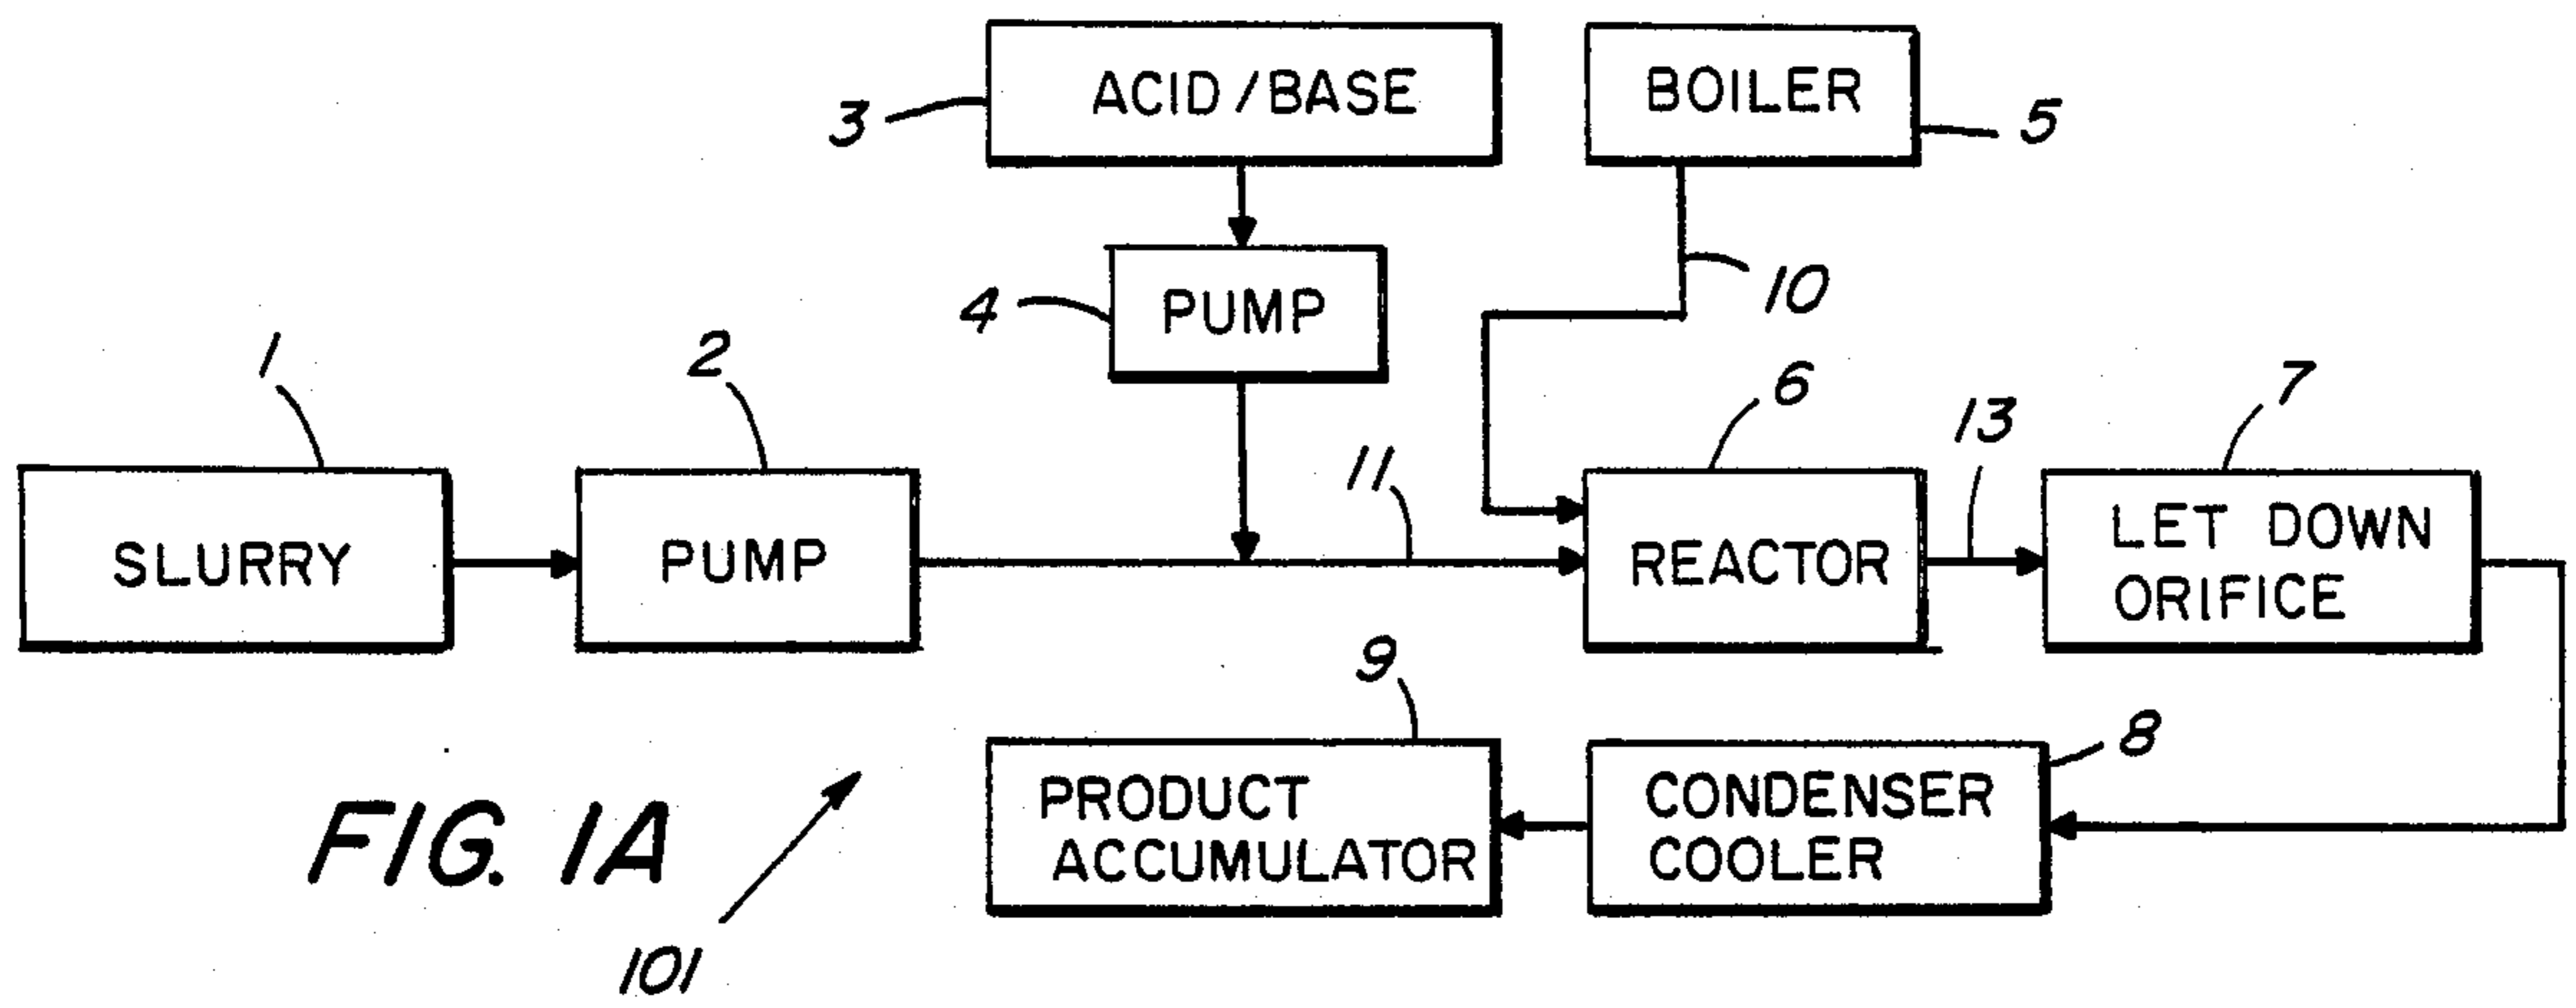 3
ACID/BASE
BOILER
5
4
PUMP
10
1
2
11
6
13
7
SLURRY
PUMP
REACTOR
LET DOWN
ORIFICE
9
8
PRODUCT
ACCUMULATOR
CONDENSER
COOLER
FIG. 1A
101